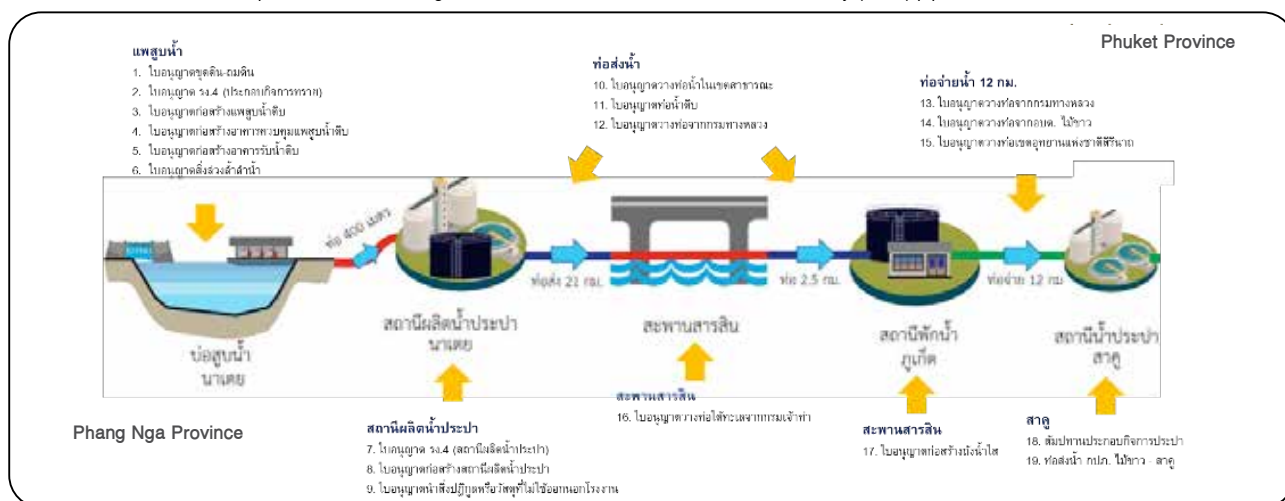 Phuket Province
แพสูบน้ำ
1. ใบอนุญาตขุดดิน-ถมดิน
2. ใบอนุญาต รง.4 (ประกอบกิจการทราย)
3. ใบอนุญาตก่อสร้างแพสูบน้ำดิบ
4. ใบอนุญาตก่อสร้างอาคารควบคุมแพสูบน้ำดิบ
5. ใบอนุญาตก่อสร้างอาคารรับน้ำดิบ
6. ใบอนุญาตสิ่งล่วงล้ำลำน้ำ
ท่อส่งน้ำ
10. ใบอนุญาตวางท่อน้ำในเขตสาธารณะ
11. ใบอนุญาตท่อน้ำดิบ
12. ใบอนุญาตวางท่อจากกรมทางหลวง
ท่อจ่ายน้ำ 12 กม.
13. ใบอนุญาตวางท่อจากกรมทางหลวง
14. ใบอนุญาตวางท่อจากอบต. ไม้ขาว
15. ใบอนุญาตวางท่อเขตอุทยานแห่งชาติสิรินาถ
ท่อ 400 เมตร
ท่อส่ง 21 กม.
ท่อ 2.5 กม.
ท่อจ่าย 12 กม
บ่อสูบน้ำ
นาเตย
สถานีผลิตน้ำประปา
นาเตย
สะพานสารสิน
สถานีพักน้ำ
ภูเก็ต
สถานีน้ำประปา
สาคู
Phang Nga Province
สถานีผลิตน้ำประปา
7. ใบอนุญาต รง.4 (สถานีผลิตน้ำประปา)
8. ใบอนุญาตก่อสร้างสถานีผลิตน้ำประปา
9. ใบอนุญาตนำสิ่งปฏิกูลหรือวัสดุที่ไม่ใช้ออกนอกโรงงาน
สะพานสารสิน
16. ใบอนุญาตวางท่อใต้ทะเลจากกรมเจ้าท่า
สะพานสารสิน
17. ใบอนุญาตก่อสร้างถังน้ำใส
สาคู
18. สัมปทานประกอบกิจการประปา
19. ท่อส่งน้ำ กปภ. ไม้ขาว - สาคู